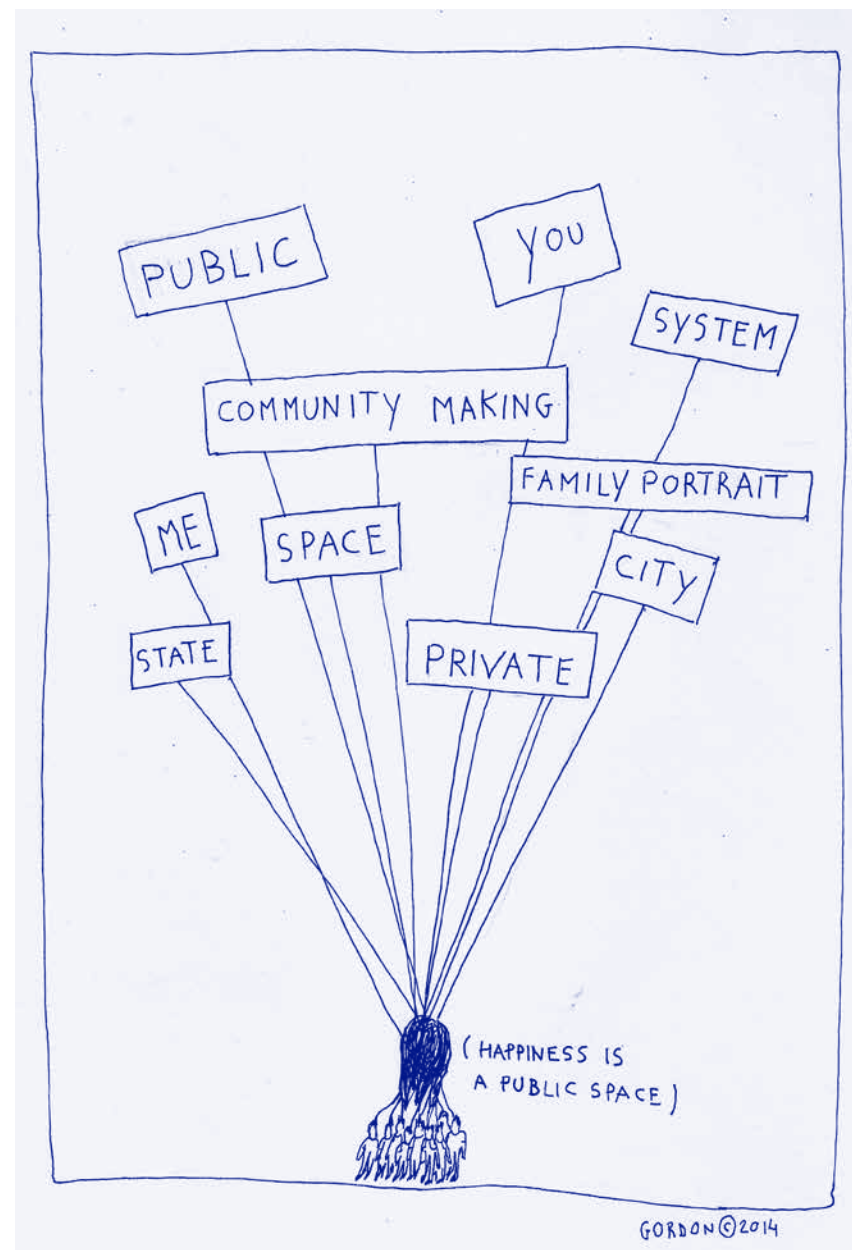 PUBLIC
YOU
SYSTEM
COMMUNITY MAKING
FAMILY PORTRAIT
ME
SPACE
CITY
STATE
PRIVATE
(HAPPINESS IS
A PUBLIC SPACE)
GORDON©2014